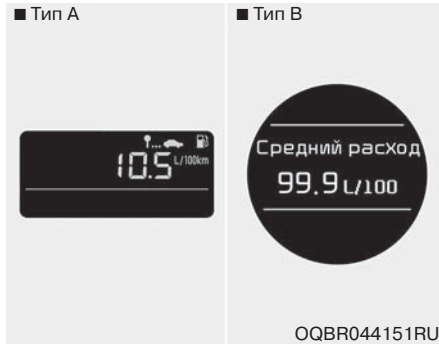 ■ Тип A
10.5 L/100km
■ Тип B
Средний расход
99.9 L/100
OQBR044151RU